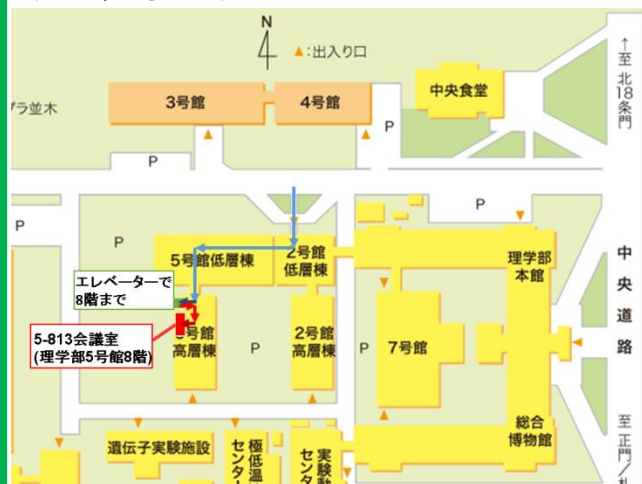 N
▲:出入り口
3号館
4号館
中央食堂
↑至 北18条門
プラ並木
P
P
P
P
P
5号館低層棟
2号館
低層棟
理学部
本館
中央道路
エレベーターで
8階まで
5-813会議室
(理学部5号館8階)
号館
高層棟
P
2号館
高層棟
P
7号館
総合
博物館
至正門/札
遺伝子実験施設
極低温
センター
実験動
センタ